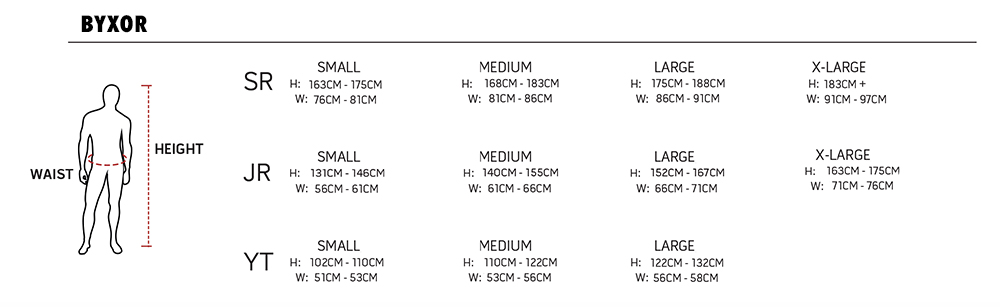 BYXOR
WAIST
HEIGHT
SR
SMALL
H: 163CM - 175CM
W: 76CM - 81CM
MEDIUM
H: 168CM - 183CM
W: 81CM - 86CM
LARGE
H: 175CM - 188CM
W: 86CM - 91CM
X-LARGE
H: 183CM +
W: 91CM - 97CM
JR
SMALL
H: 131CM - 146CM
W: 56CM - 61CM
MEDIUM
H: 140CM - 155CM
W: 61CM - 66CM
LARGE
H: 152CM - 167CM
W: 66CM - 71CM
X-LARGE
H: 163CM - 175CM
W: 71CM - 76CM
YT
SMALL
H: 102CM - 110CM
W: 51CM - 53CM
MEDIUM
H: 110CM - 122CM
W: 53CM - 56CM
LARGE
H: 122CM - 132CM
W: 56CM - 58CM